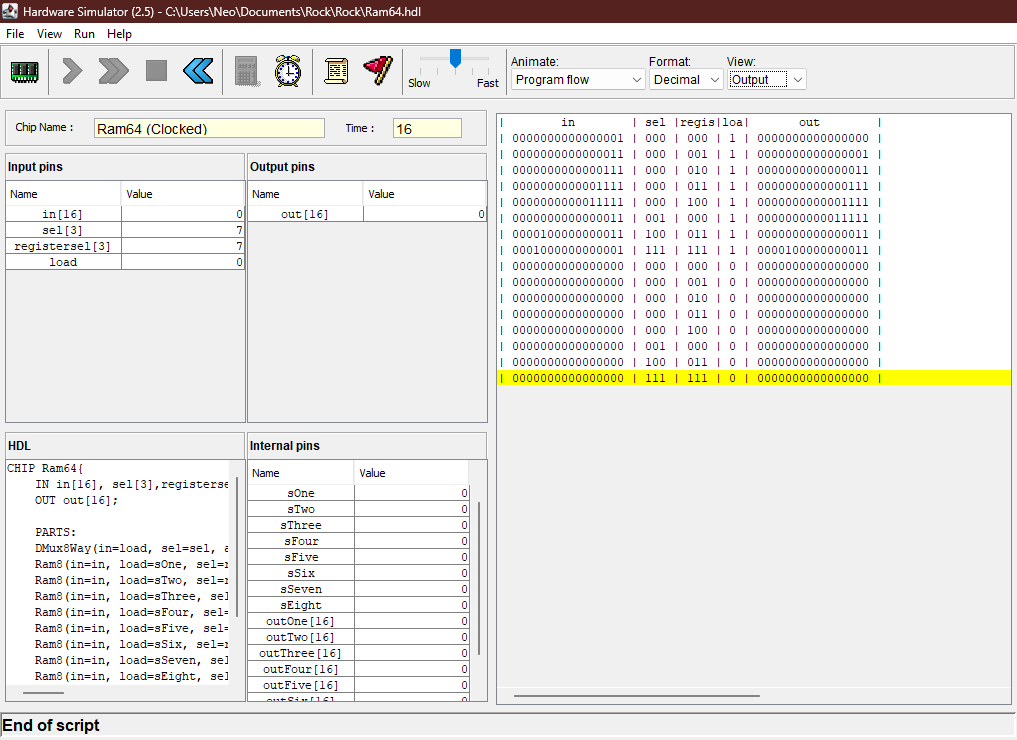 Hardware Simulator (2.5) - C:\Users\Neo\Documents\Rock\Rock\Ram64.hdl
File View Run Help
Slow Fast
Animate: Format: View:
Program flow Decimal Output
Chip Name : Ram64 (Clocked) Time : 16
Input pins
Name Value
in[16] 0
sel[3] 7
registersel[3] 7
load 0
Output pins
Name Value
out[16] 0
HDL
CHIP Ram64{
IN in[16], sel[3],registerse
OUT out[16];
PARTS:
DMux8Way(in=load, sel=sel, a
Ram8(in=in, load=sOne, sel=r
Ram8(in=in, load=sTwo, sel=r
Ram8(in=in, load=sThree, sel
Ram8(in=in, load=sFour, sel=
Ram8(in=in, load=sFive, sel=
Ram8(in=in, load=sSix, sel=r
Ram8(in=in, load=sSeven, sel
Ram8(in=in, load=sEight, sel
Internal pins
Name Value
sOne 0
sTwo 0
sThree 0
sFour 0
sFive 0
sSix 0
sSeven 0
sEight 0
outOne[16] 0
outTwo[16] 0
outThree[16] 0
outFour[16] 0
outFive[16] 0
outSix[16] 0
| in | sel |regis|loa| out |
| 0000000000000001 | 000 | 000 | 1 | 0000000000000000 |
| 0000000000000011 | 000 | 001 | 1 | 0000000000000001 |
| 0000000000000111 | 000 | 010 | 1 | 0000000000000011 |
| 0000000000001111 | 000 | 011 | 1 | 0000000000000111 |
| 0000000000011111 | 000 | 100 | 1 | 0000000000001111 |
| 0000000000000011 | 001 | 000 | 1 | 0000000000011111 |
| 0000100000000011 | 100 | 011 | 1 | 0000000000000011 |
| 0001000000000001 | 111 | 111 | 1 | 0000100000000011 |
| 0000000000000000 | 000 | 000 | 0 | 0000000000000000 |
| 0000000000000000 | 000 | 001 | 0 | 0000000000000000 |
| 0000000000000000 | 000 | 010 | 0 | 0000000000000000 |
| 0000000000000000 | 000 | 011 | 0 | 0000000000000000 |
| 0000000000000000 | 000 | 100 | 0 | 0000000000000000 |
| 0000000000000000 | 001 | 000 | 0 | 0000000000000000 |
| 0000000000000000 | 100 | 011 | 0 | 0000000000000000 |
| 0000000000000000 | 111 | 111 | 0 | 0000000000000000 |
End of script